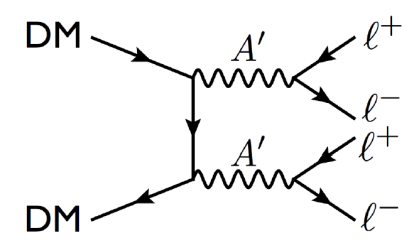 DM A′ ℓ+
ℓ−
ℓ+
A′
DM ℓ−